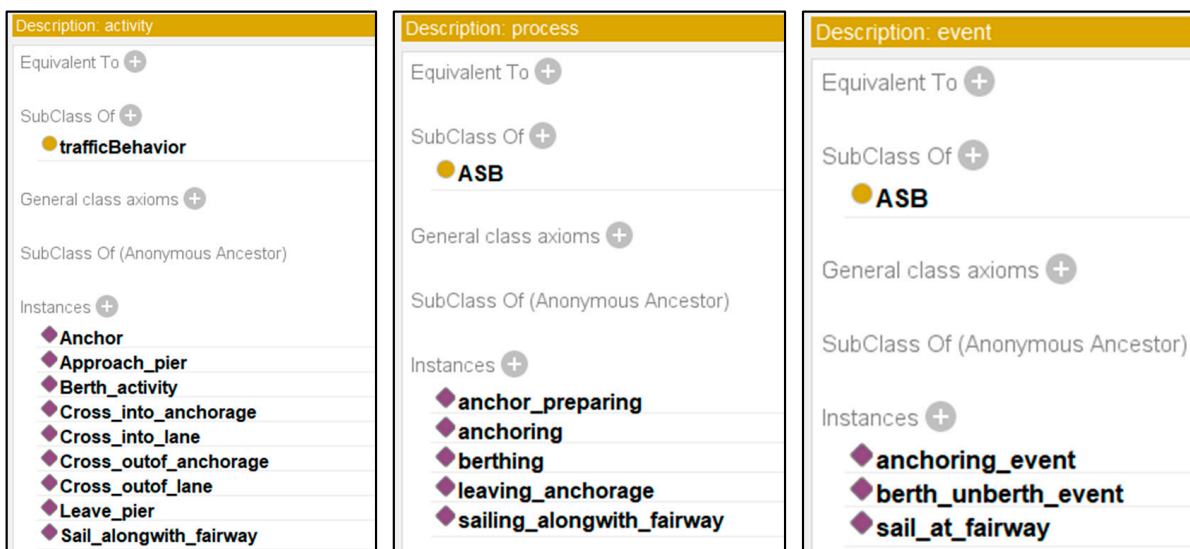 Description: activity
Equivalent To
SubClass Of
trafficBehavior
General class axioms
SubClass Of (Anonymous Ancestor)
Instances
Anchor
Approach_pier
Berth_activity
Cross_into_anchorage
Cross_into_lane
Cross_outof_anchorage
Cross_outof_lane
Leave_pier
Sail_alongwith_fairway
Description: process
Equivalent To
SubClass Of
ASB
General class axioms
SubClass Of (Anonymous Ancestor)
Instances
anchor_preparing
anchoring
berthing
leaving_anchorage
sailing_alongwith_fairway
Description: event
Equivalent To
SubClass Of
ASB
General class axioms
SubClass Of (Anonymous Ancestor)
Instances
anchoring_event
berth_unberth_event
sail_at_fairway